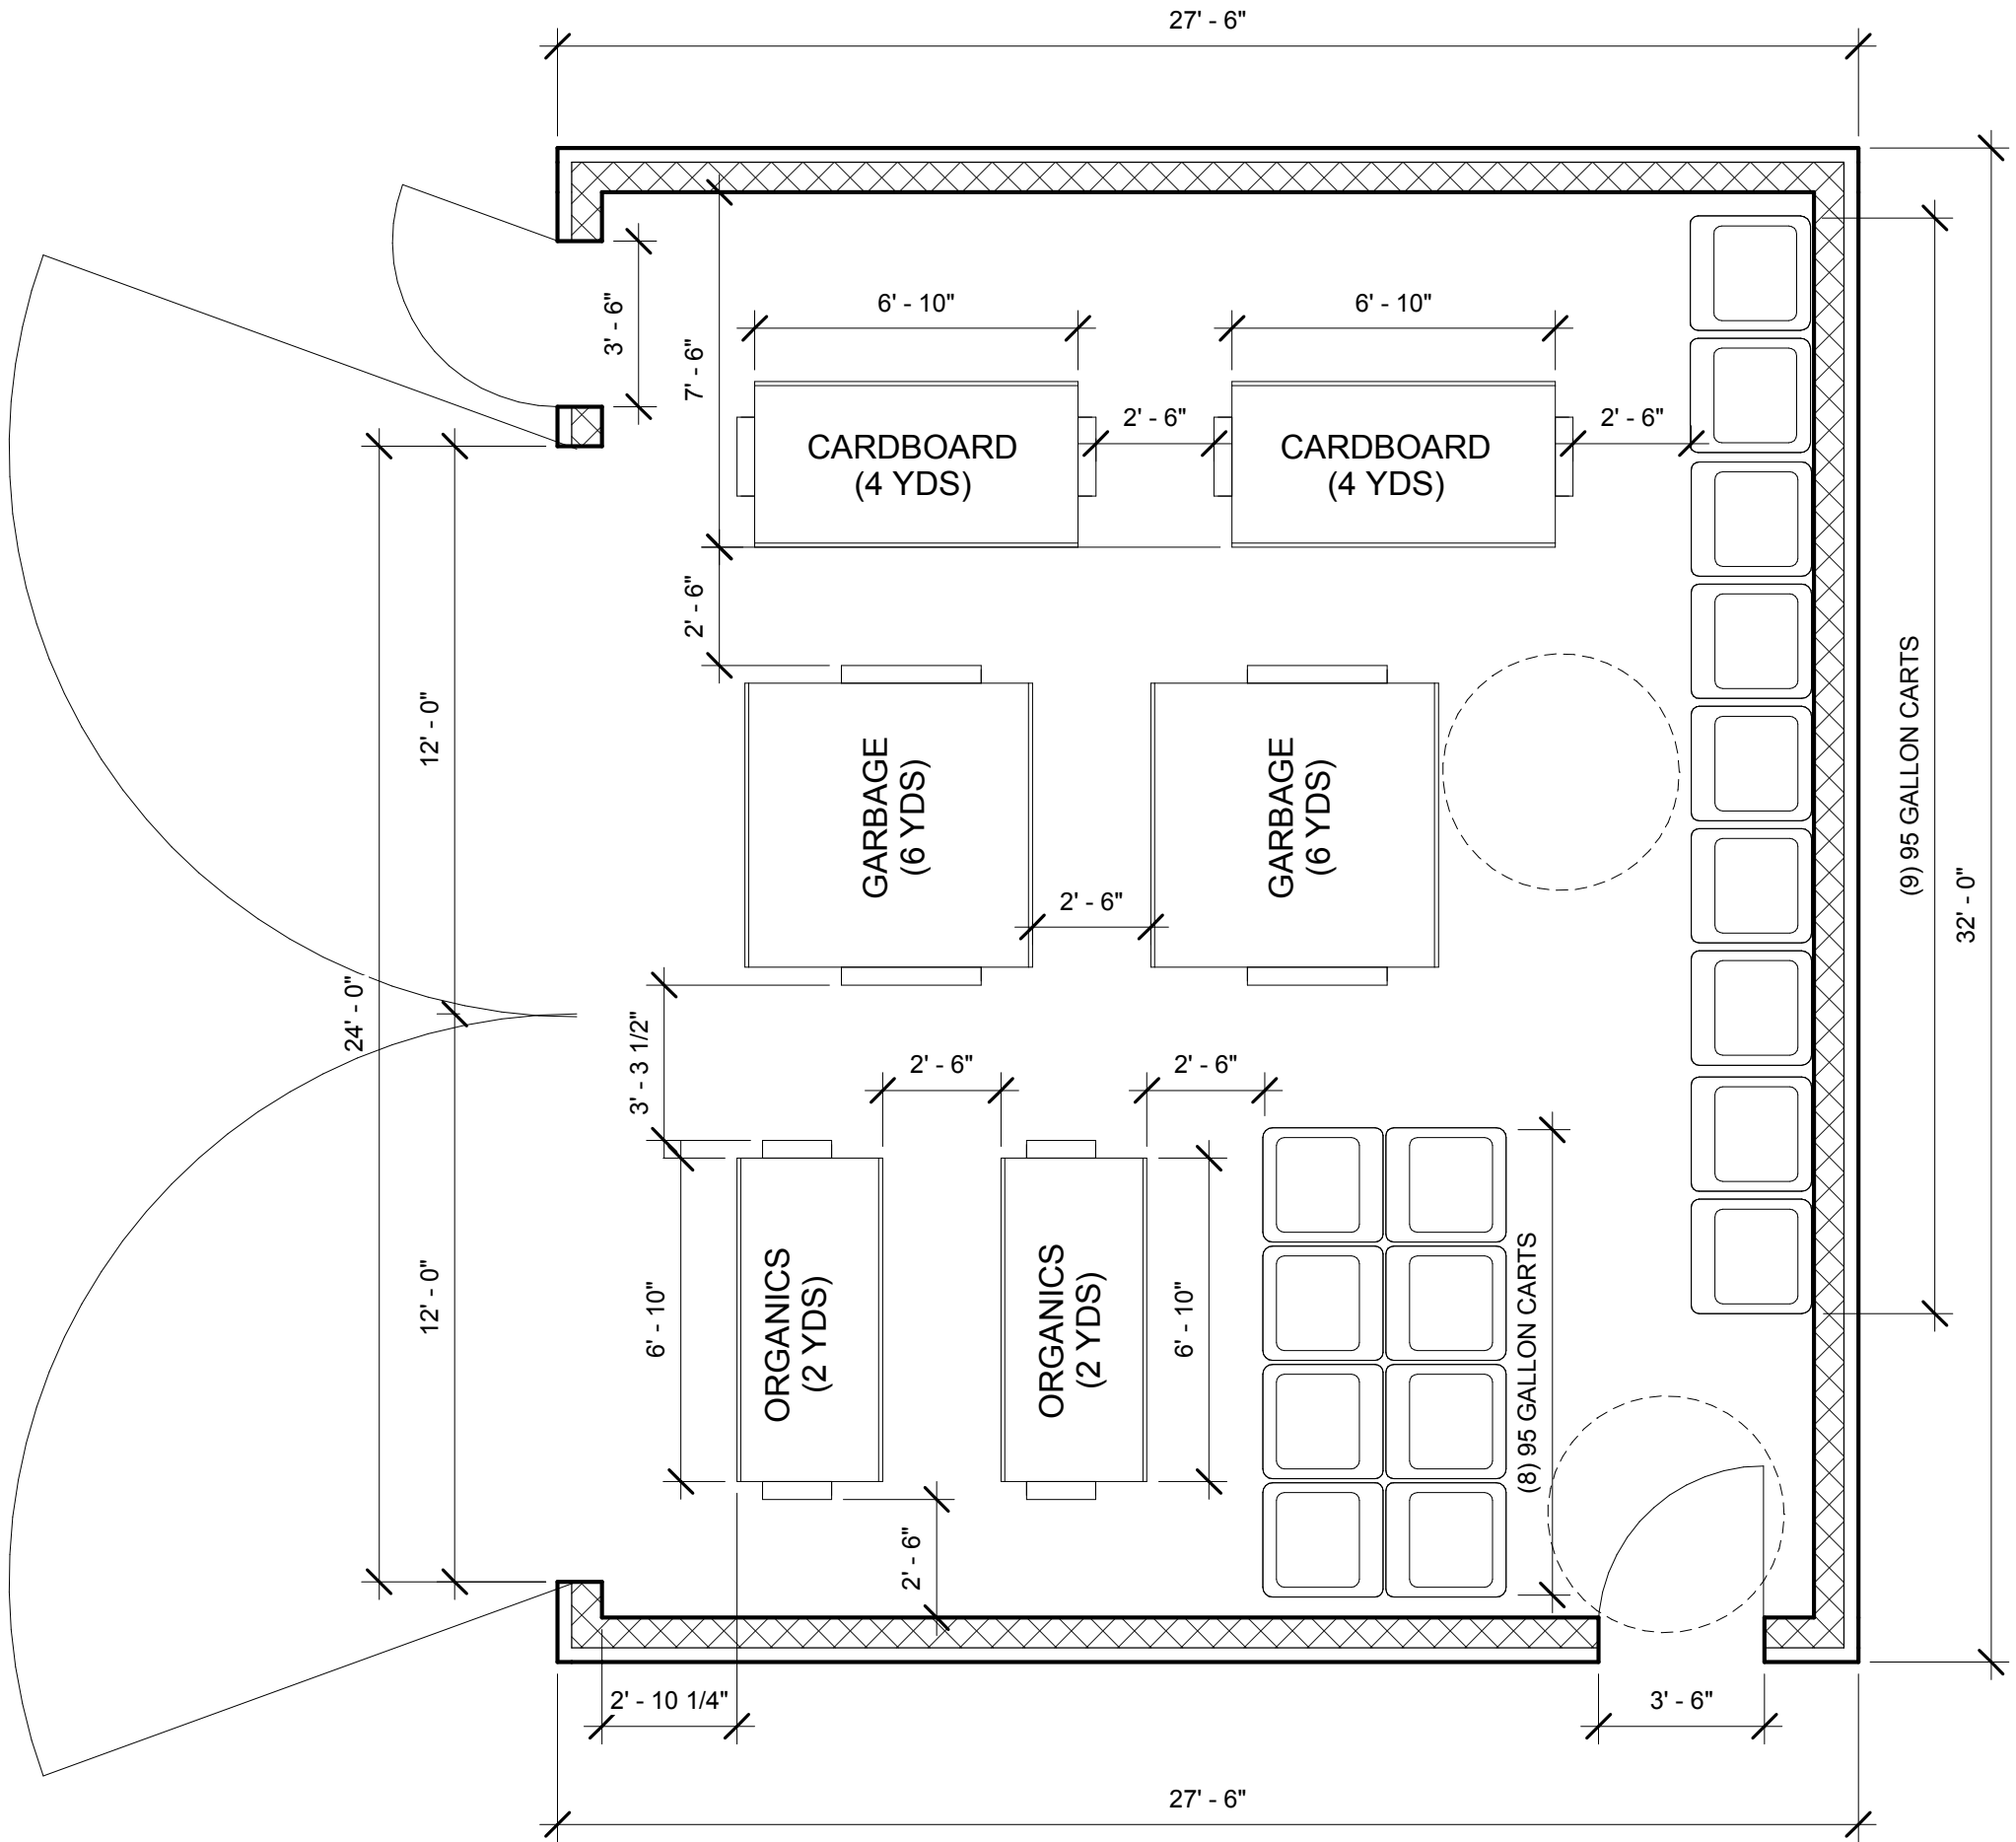 27' - 6"
6' - 10"
6' - 10"
3' - 6"
7' - 6"
2' - 6"
2' - 6"
CARDBOARD
(4 YDS)
CARDBOARD
(4 YDS)
2' - 6"
12' - 0"
GARBAGE
(6 YDS)
GARBAGE
(6 YDS)
(9) 95 GALLON CARTS
2' - 6"
32' - 0"
24' - 0"
3' - 3 1/2"
2' - 6"
2' - 6"
12' - 0"
6' - 10"
ORGANICS
(2 YDS)
ORGANICS
(2 YDS)
6' - 10"
(8) 95 GALLON CARTS
2' - 6"
2' - 10 1/4"
3' - 6"
27' - 6"